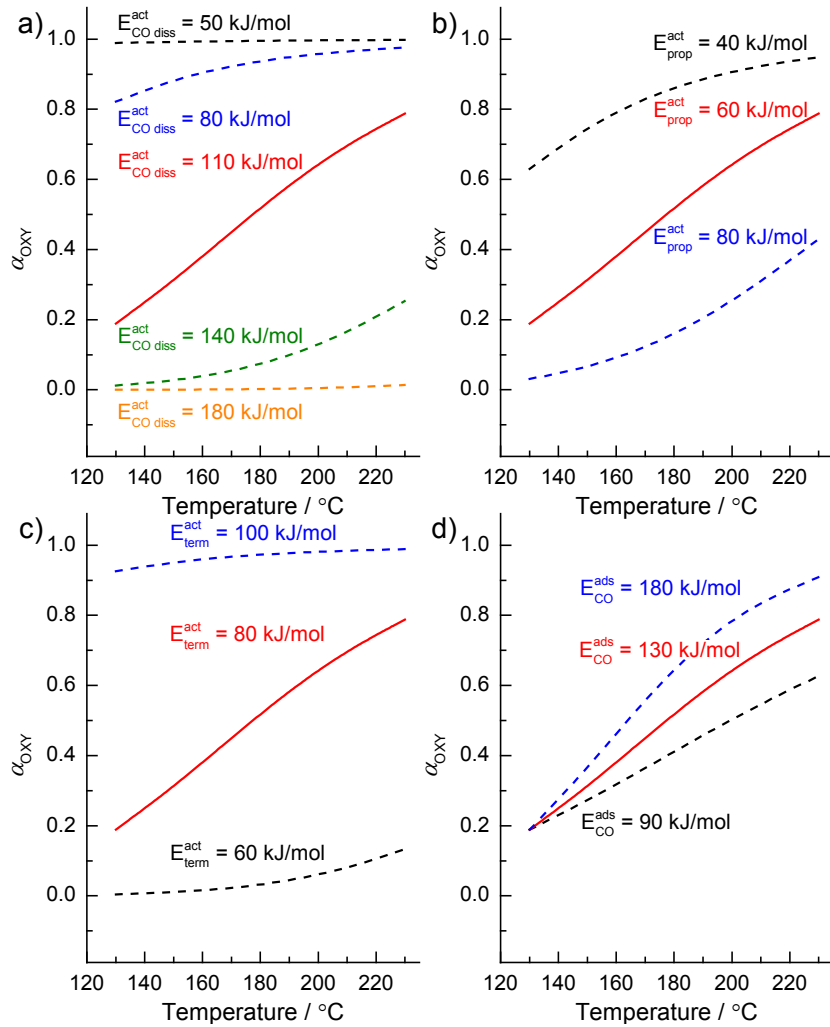 a)
E^act_CO diss = 50 kJ/mol
E^act_CO diss = 80 kJ/mol
E^act_CO diss = 110 kJ/mol
E^act_CO diss = 140 kJ/mol
E^act_CO diss = 180 kJ/mol
α_OXY
1.0
0.8
0.6
0.4
0.2
0.0
120 140 160 180 200 220
Temperature / °C
b)
E^act_prop = 40 kJ/mol
E^act_prop = 60 kJ/mol
E^act_prop = 80 kJ/mol
α_OXY
1.0
0.8
0.6
0.4
0.2
0.0
120 140 160 180 200 220
Temperature / °C
c)
E^act_term = 100 kJ/mol
E^act_term = 80 kJ/mol
E^act_term = 60 kJ/mol
α_OXY
1.0
0.8
0.6
0.4
0.2
0.0
120 140 160 180 200 220
Temperature / °C
d)
E^ads_CO = 180 kJ/mol
E^ads_CO = 130 kJ/mol
E^ads_CO = 90 kJ/mol
α_OXY
1.0
0.8
0.6
0.4
0.2
0.0
120 140 160 180 200 220
Temperature / °C